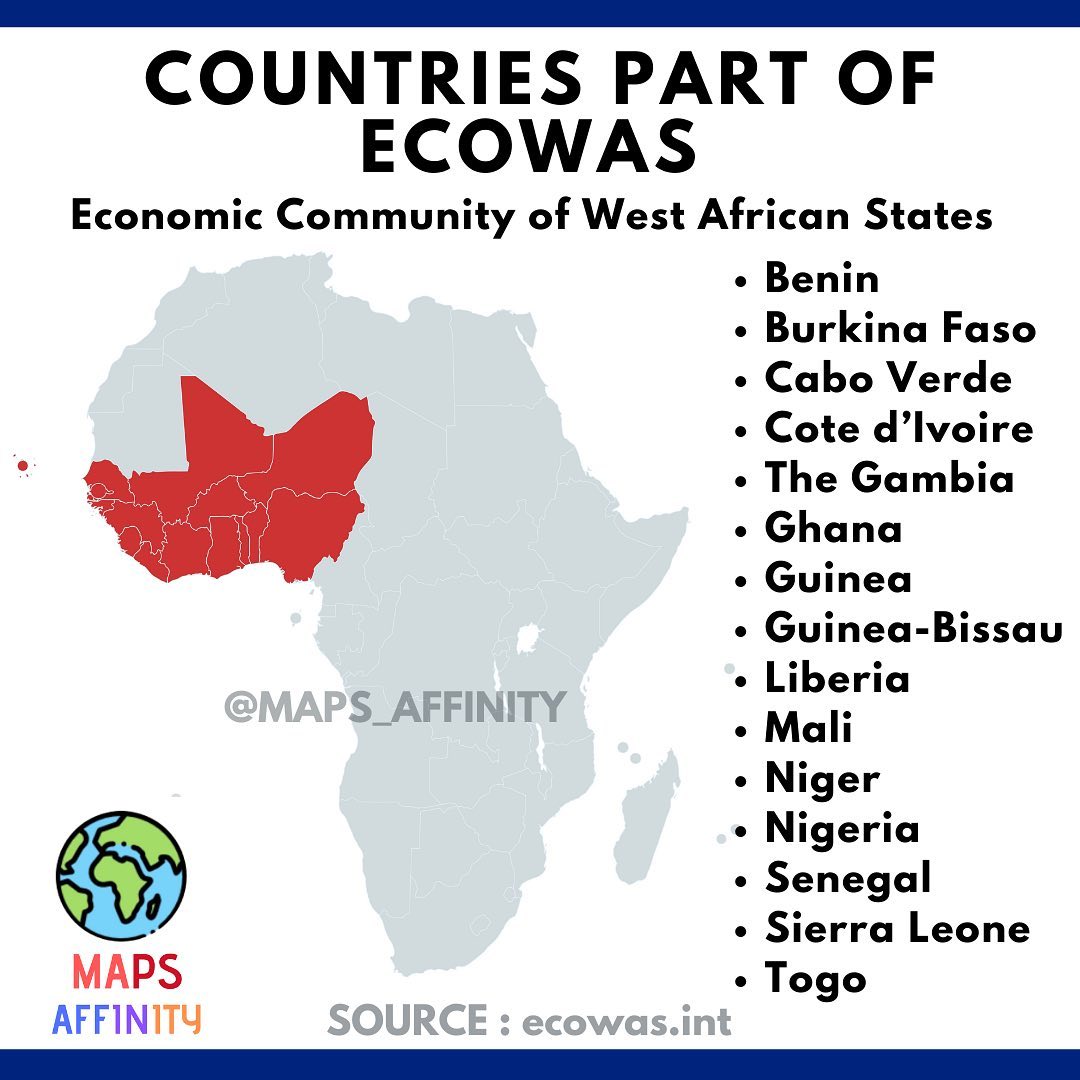 COUNTRIES PART OF
ECOWAS
Economic Community of West African States
• Benin
• Burkina Faso
• Cabo Verde
• Cote d’Ivoire
• The Gambia
• Ghana
• Guinea
• Guinea-Bissau
• Liberia
• Mali
• Niger
• Nigeria
• Senegal
• Sierra Leone
• Togo
@MAPS_AFFINITY
MAPS
AFFINITY
SOURCE : ecowas.int